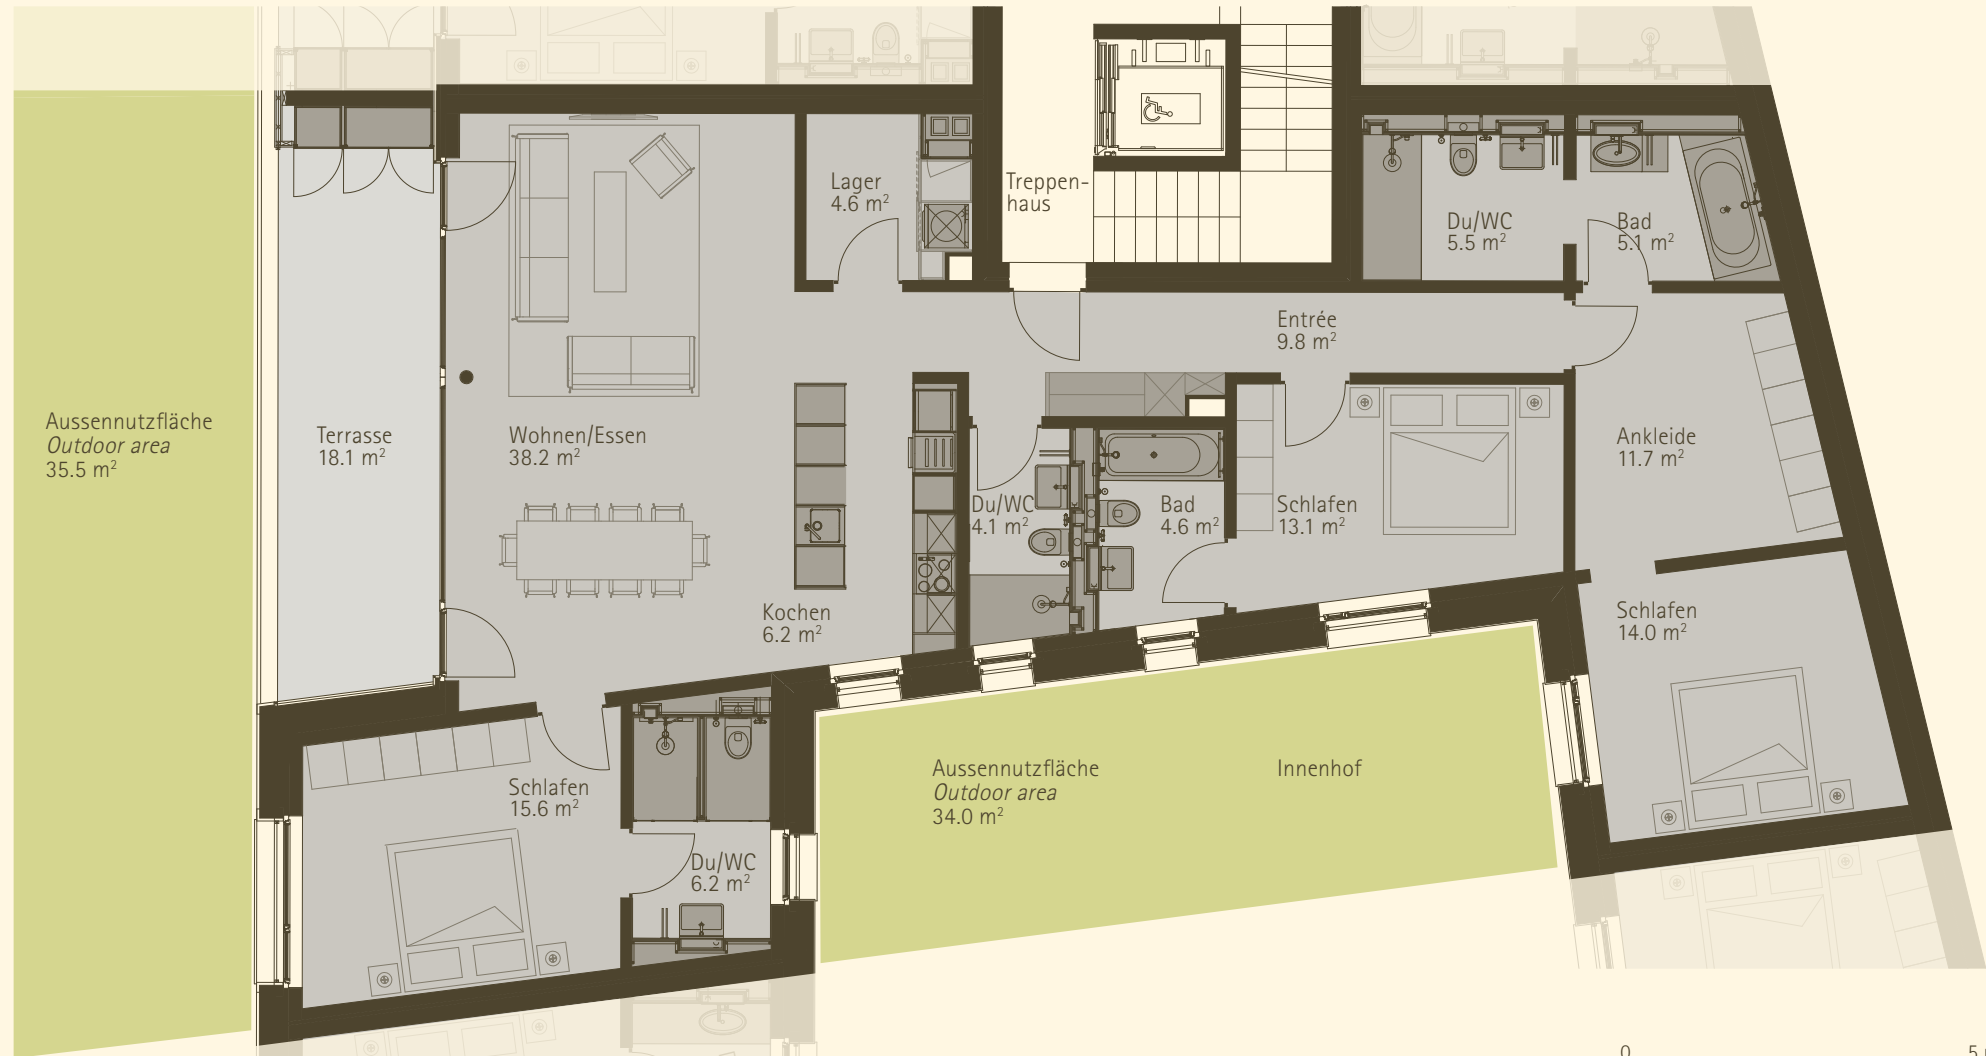 Lager
4.6 m²
Treppen-
haus
Du/WC
5.5 m²
Bad
5.1 m²
Entrée
9.8 m²
Aussennutzfläche
Outdoor area
35.5 m²
Terrasse
18.1 m²
Wohnen/Essen
38.2 m²
Ankleide
11.7 m²
Du/WC
4.1 m²
Bad
4.6 m²
Schlafen
13.1 m²
Kochen
6.2 m²
Schlafen
14.0 m²
Schlafen
15.6 m²
Aussennutzfläche
Outdoor area
34.0 m²
Innenhof
Du/WC
6.2 m²
0 5